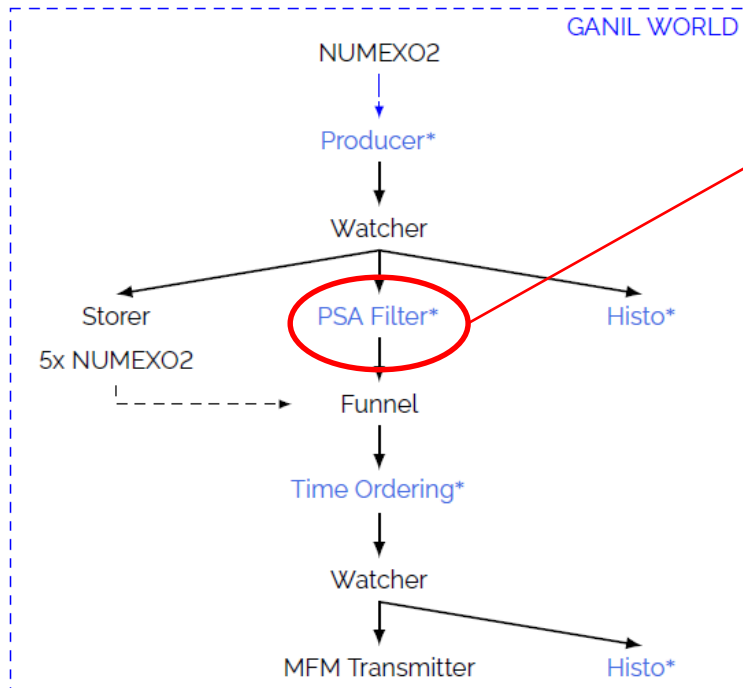 GANIL WORLD
NUMEXO2
Producer*
Watcher
Storer PSA Filter* Histo*
5x NUMEXO2
Funnel
Time Ordering*
Watcher
MFM Transmitter Histo*